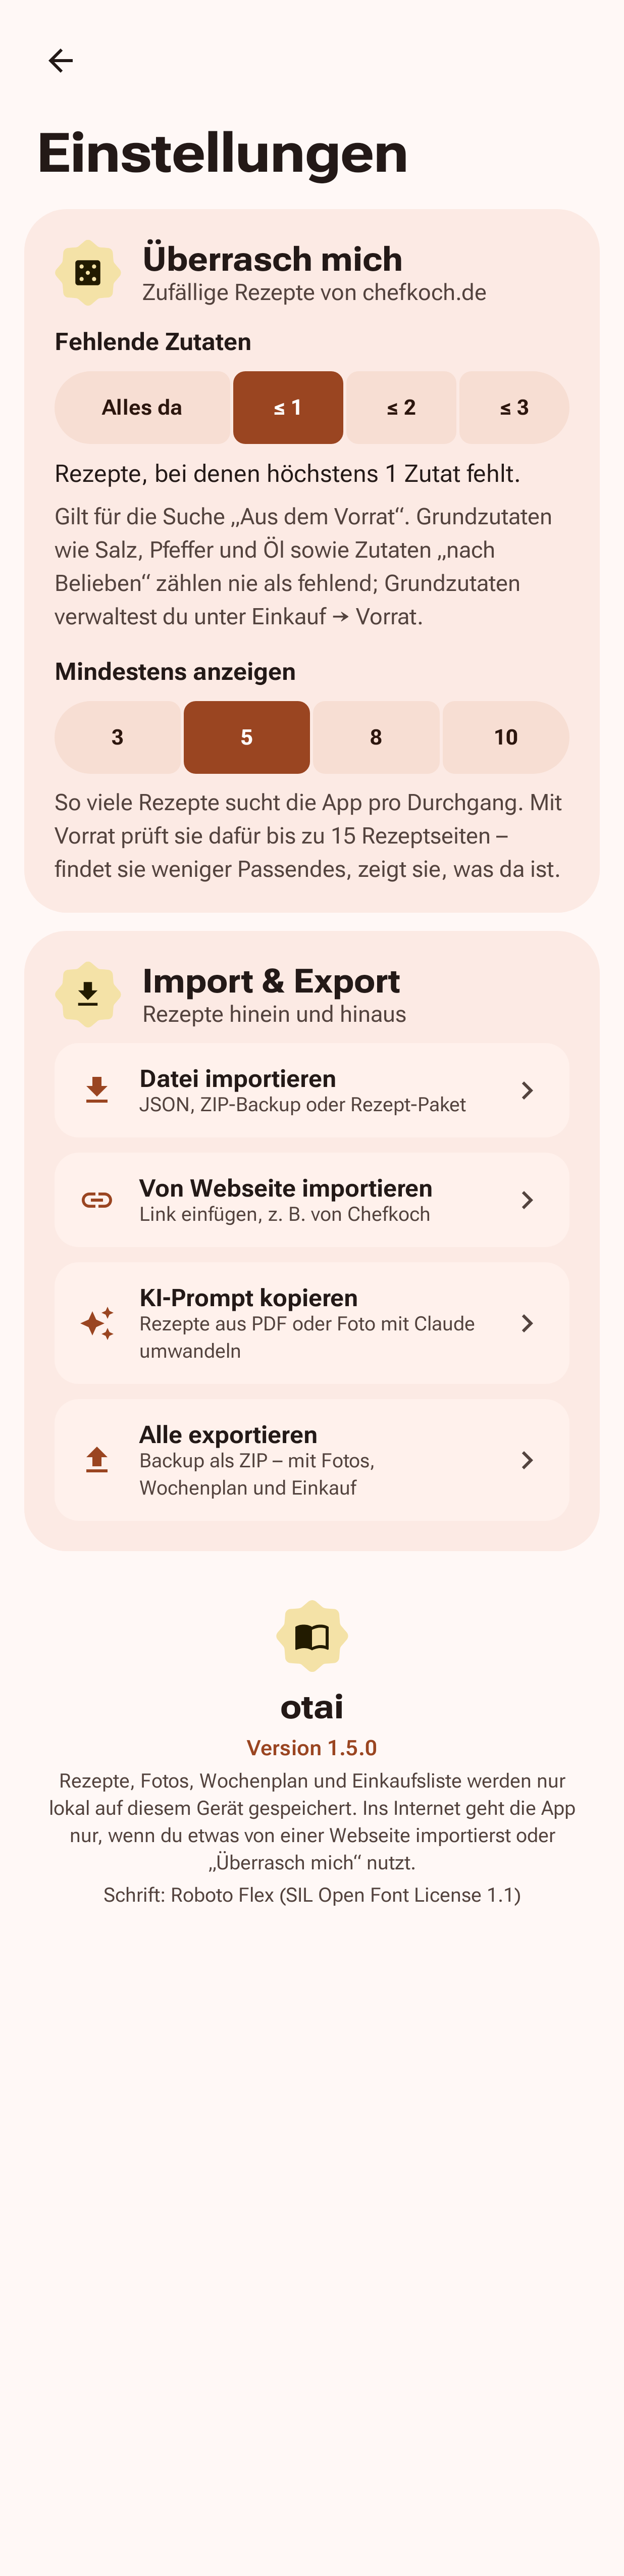 Einstellungen
Überrasch mich
Zufällige Rezepte von chefkoch.de
Fehlende Zutaten
Alles da
≤ 1
≤ 2
≤ 3
Rezepte, bei denen höchstens 1 Zutat fehlt.
Gilt für die Suche „Aus dem Vorrat“. Grundzutaten
wie Salz, Pfeffer und Öl sowie Zutaten „nach
Belieben“ zählen nie als fehlend; Grundzutaten
verwaltest du unter Einkauf → Vorrat.
Mindestens anzeigen
3
5
8
10
So viele Rezepte sucht die App pro Durchgang. Mit
Vorrat prüft sie dafür bis zu 15 Rezeptseiten –
findet sie weniger Passendes, zeigt sie, was da ist.
Import & Export
Rezepte hinein und hinaus
Datei importieren
JSON, ZIP-Backup oder Rezept-Paket
Von Webseite importieren
Link einfügen, z. B. von Chefkoch
KI-Prompt kopieren
Rezepte aus PDF oder Foto mit Claude
umwandeln
Alle exportieren
Backup als ZIP – mit Fotos,
Wochenplan und Einkauf
otai
Version 1.5.0
Rezepte, Fotos, Wochenplan und Einkaufsliste werden nur
lokal auf diesem Gerät gespeichert. Ins Internet geht die App
nur, wenn du etwas von einer Webseite importierst oder
„Überrasch mich“ nutzt.
Schrift: Roboto Flex (SIL Open Font License 1.1)